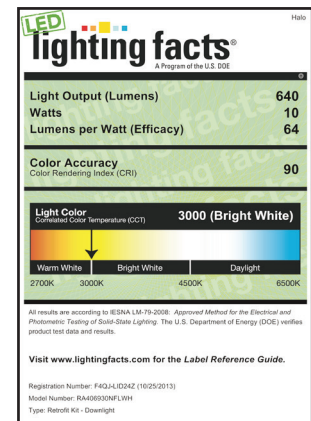 Halo
LED
lighting facts®
A Program of the U.S. DOE
Light Output (Lumens) 640
Watts 10
Lumens per Watt (Efficacy) 64
Color Accuracy
Color Rendering Index (CRI) 90
Light Color
Correlated Color Temperature (CCT) 3000 (Bright White)
Warm White Bright White Daylight
2700K 3000K 4500K 6500K
All results are according to IESNA LM-79-2008: Approved Method for the Electrical and
Photometric Testing of Solid-State Lighting. The U.S. Department of Energy (DOE) verifies
product test data and results.
Visit www.lightingfacts.com for the Label Reference Guide.
Registration Number: F4QJ-LID24Z (10/25/2013)
Model Number: RA406930NFLWH
Type: Retrofit Kit - Downlight